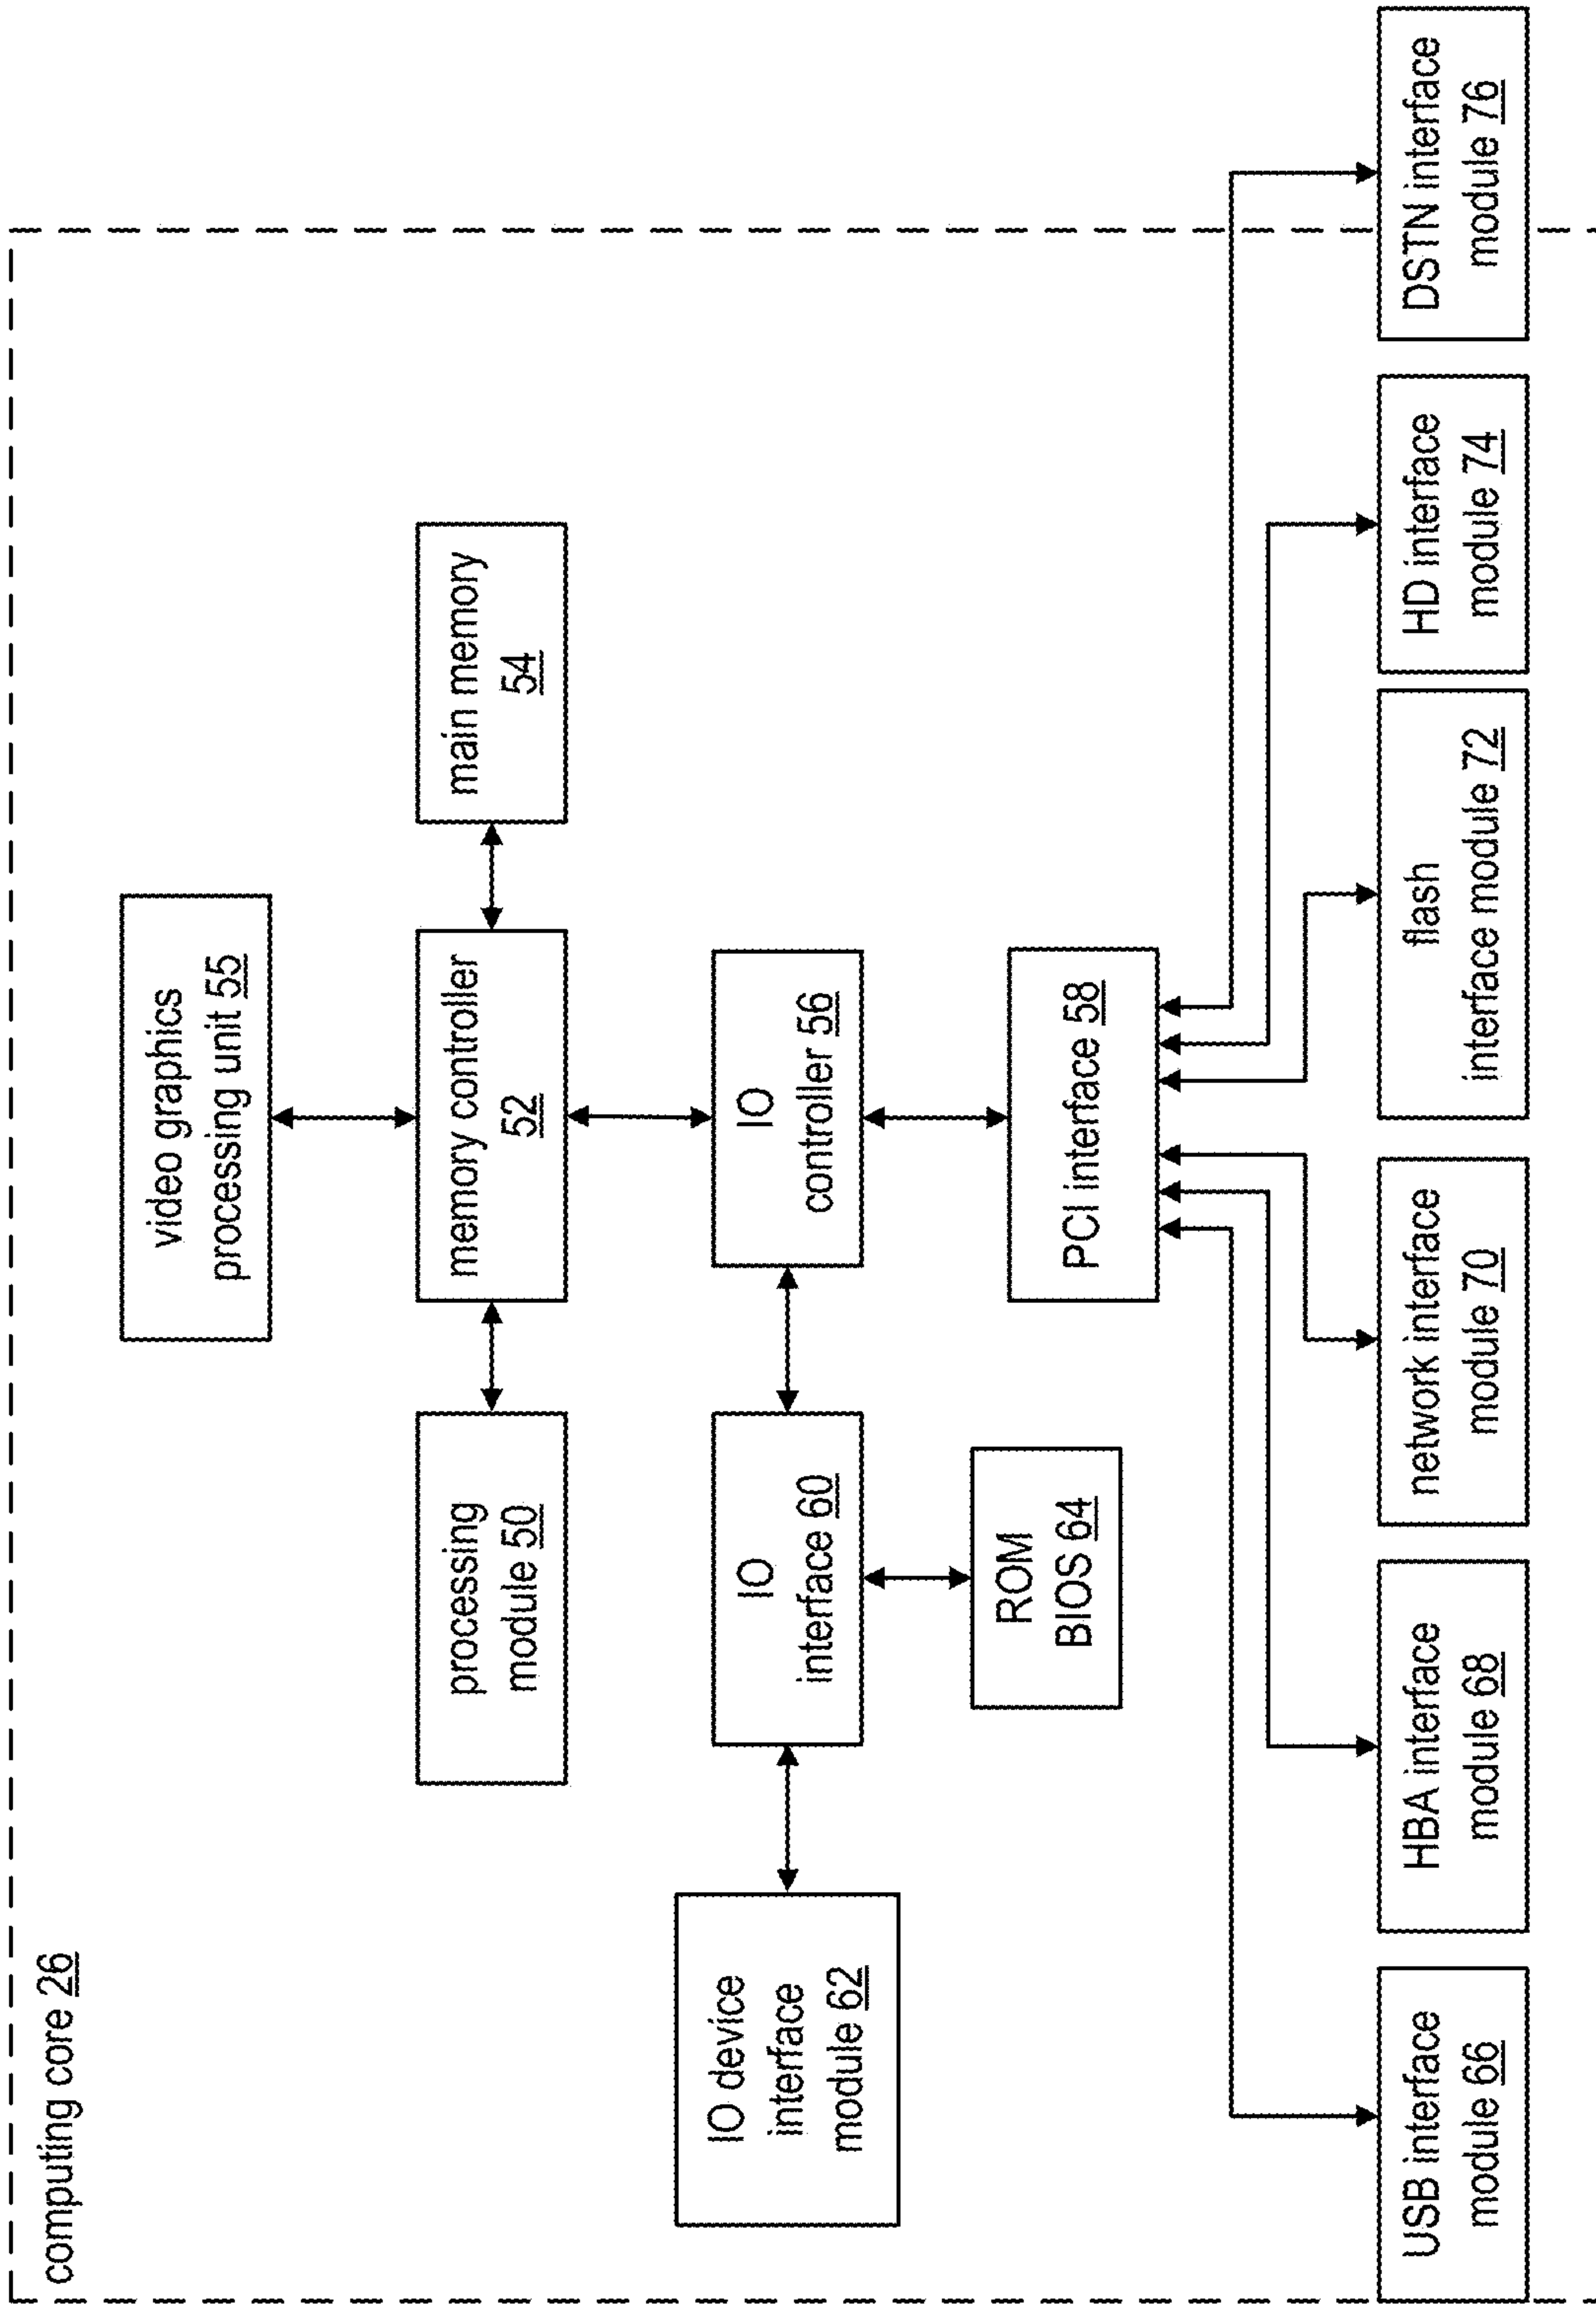 computing core 26
video graphics
processing unit 55
processing
module 50
memory controller
52
main memory
54
IO device
interface
module 62
IO
interface 60
IO
controller 56
ROM
BIOS 64
PCI interface 58
USB interface
module 66
HBA interface
module 68
network interface
module 70
flash
interface module 72
HD interface
module 74
DSTN interface
module 76